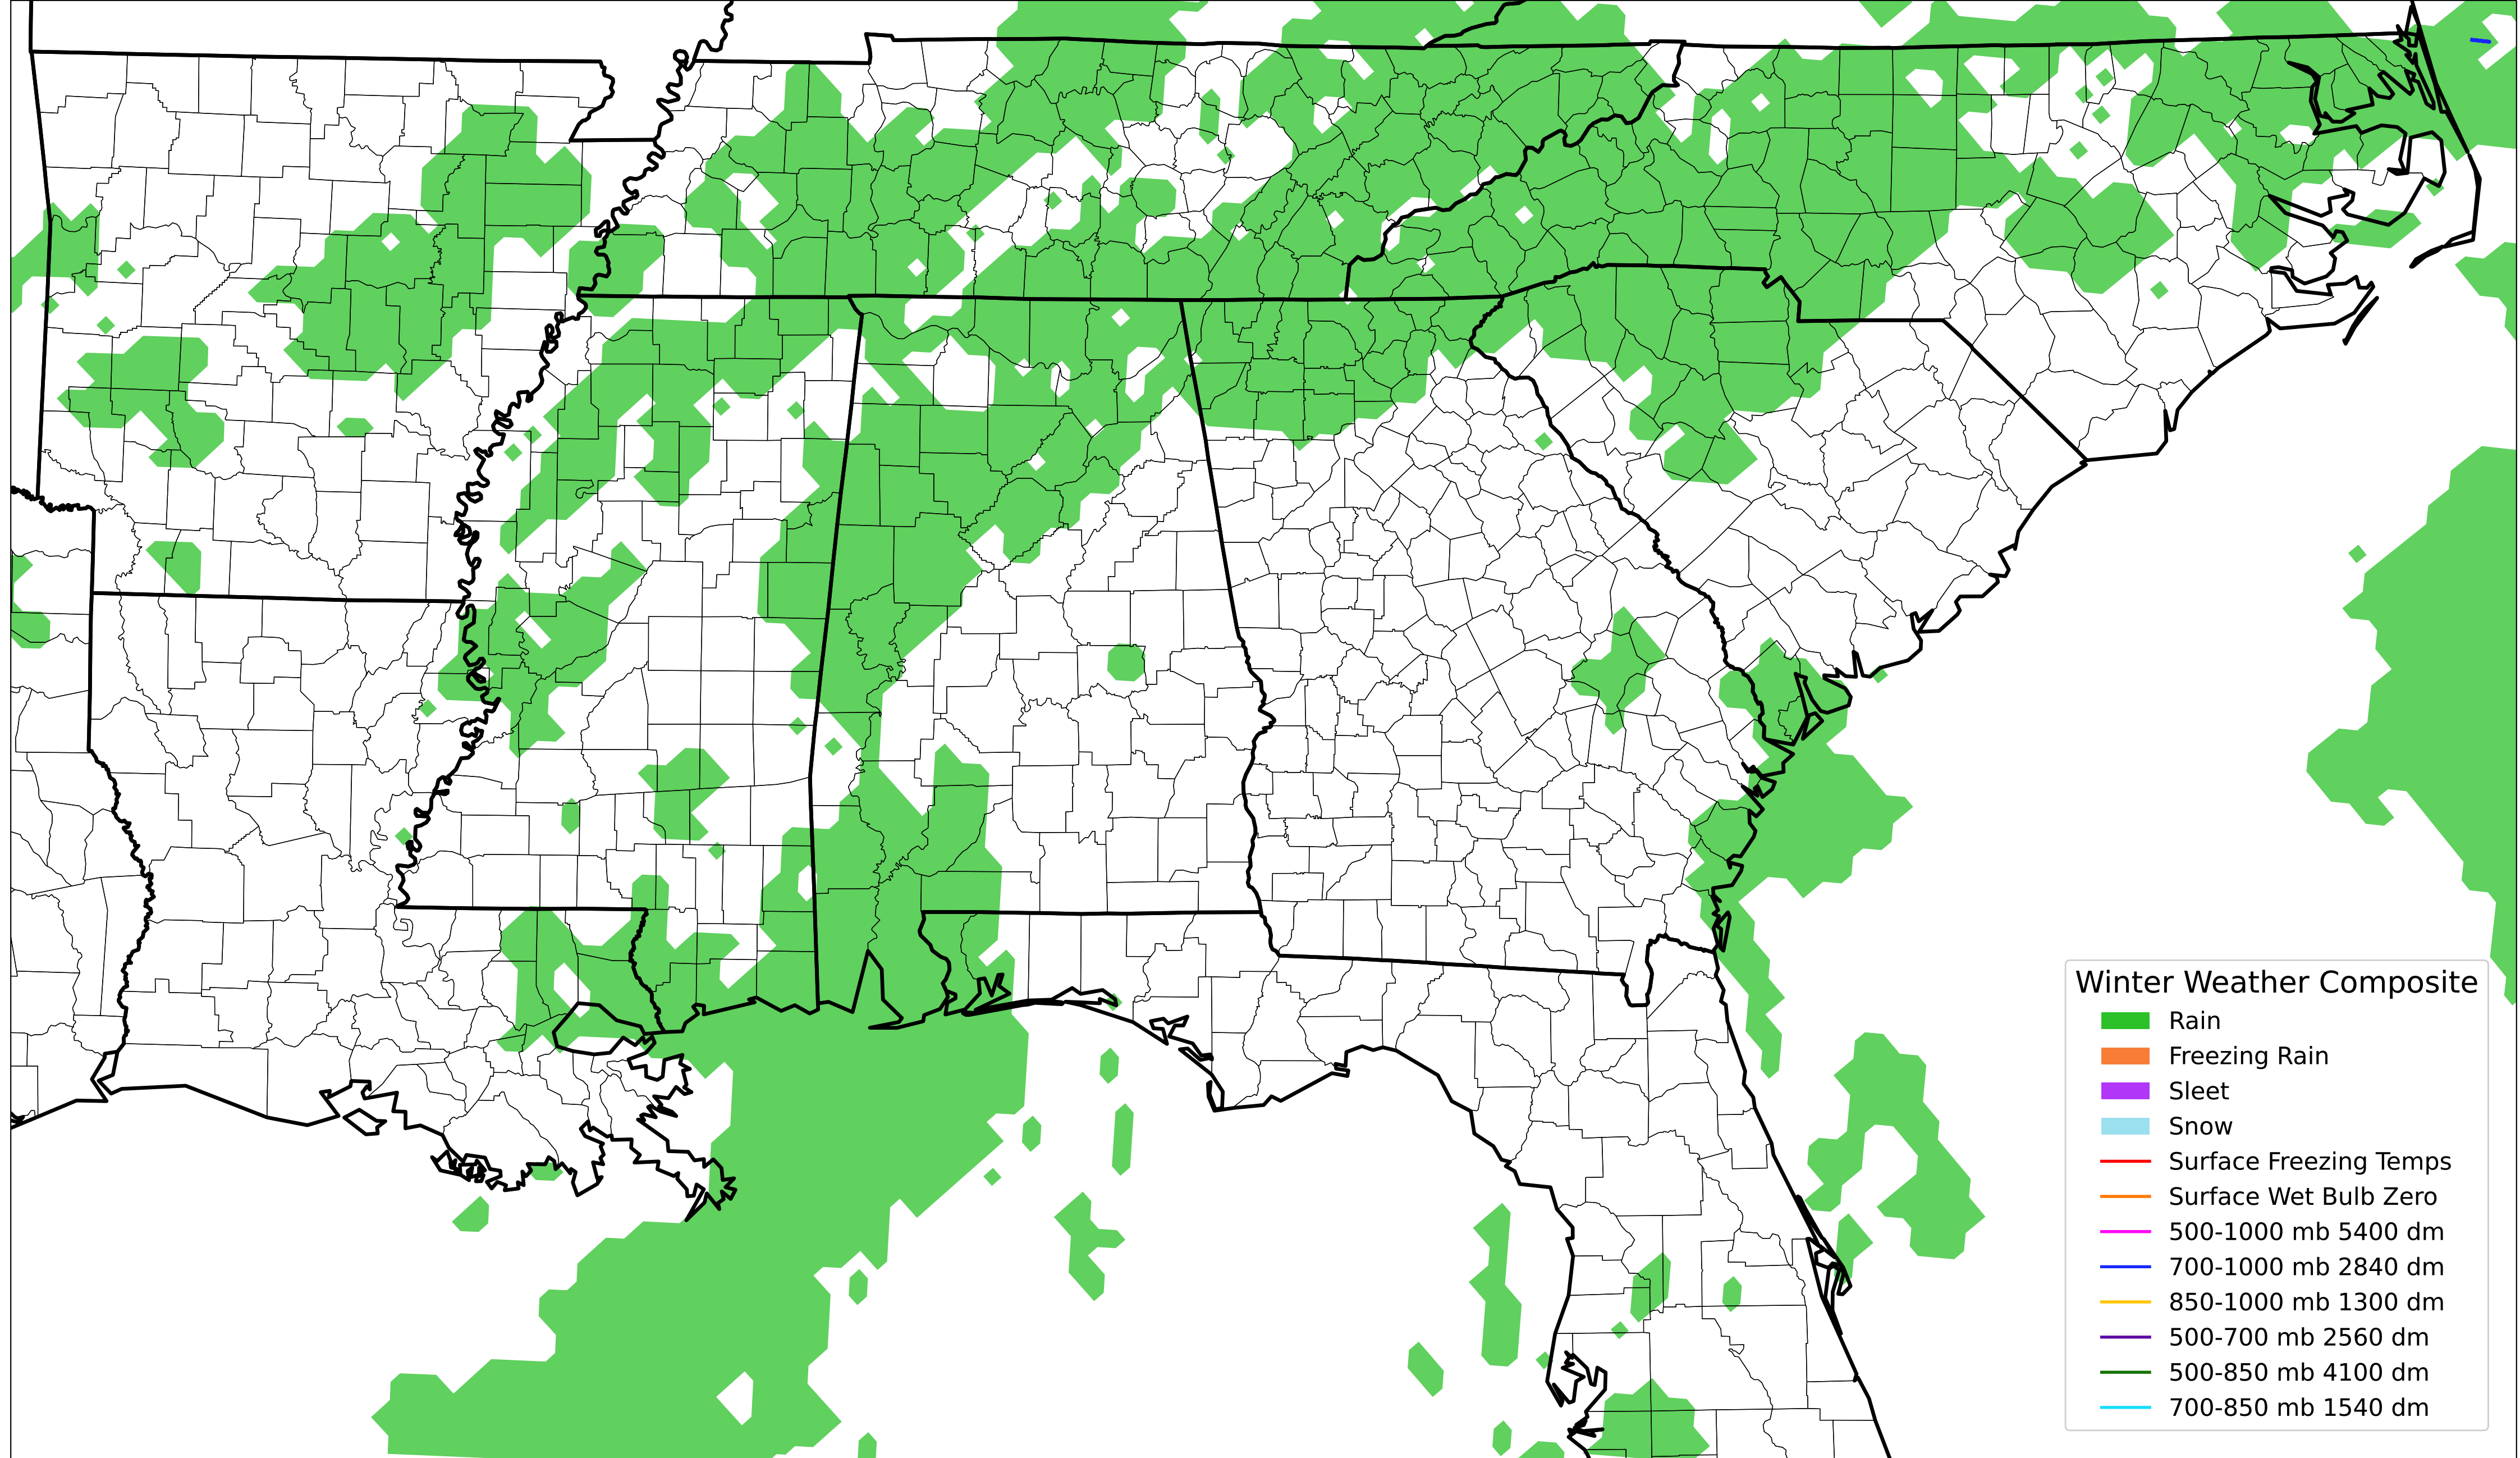 Winter Weather Composite
Rain
Freezing Rain
Sleet
Snow
Surface Freezing Temps
Surface Wet Bulb Zero
500-1000 mb 5400 dm
700-1000 mb 2840 dm
850-1000 mb 1300 dm
500-700 mb 2560 dm
500-850 mb 4100 dm
700-850 mb 1540 dm